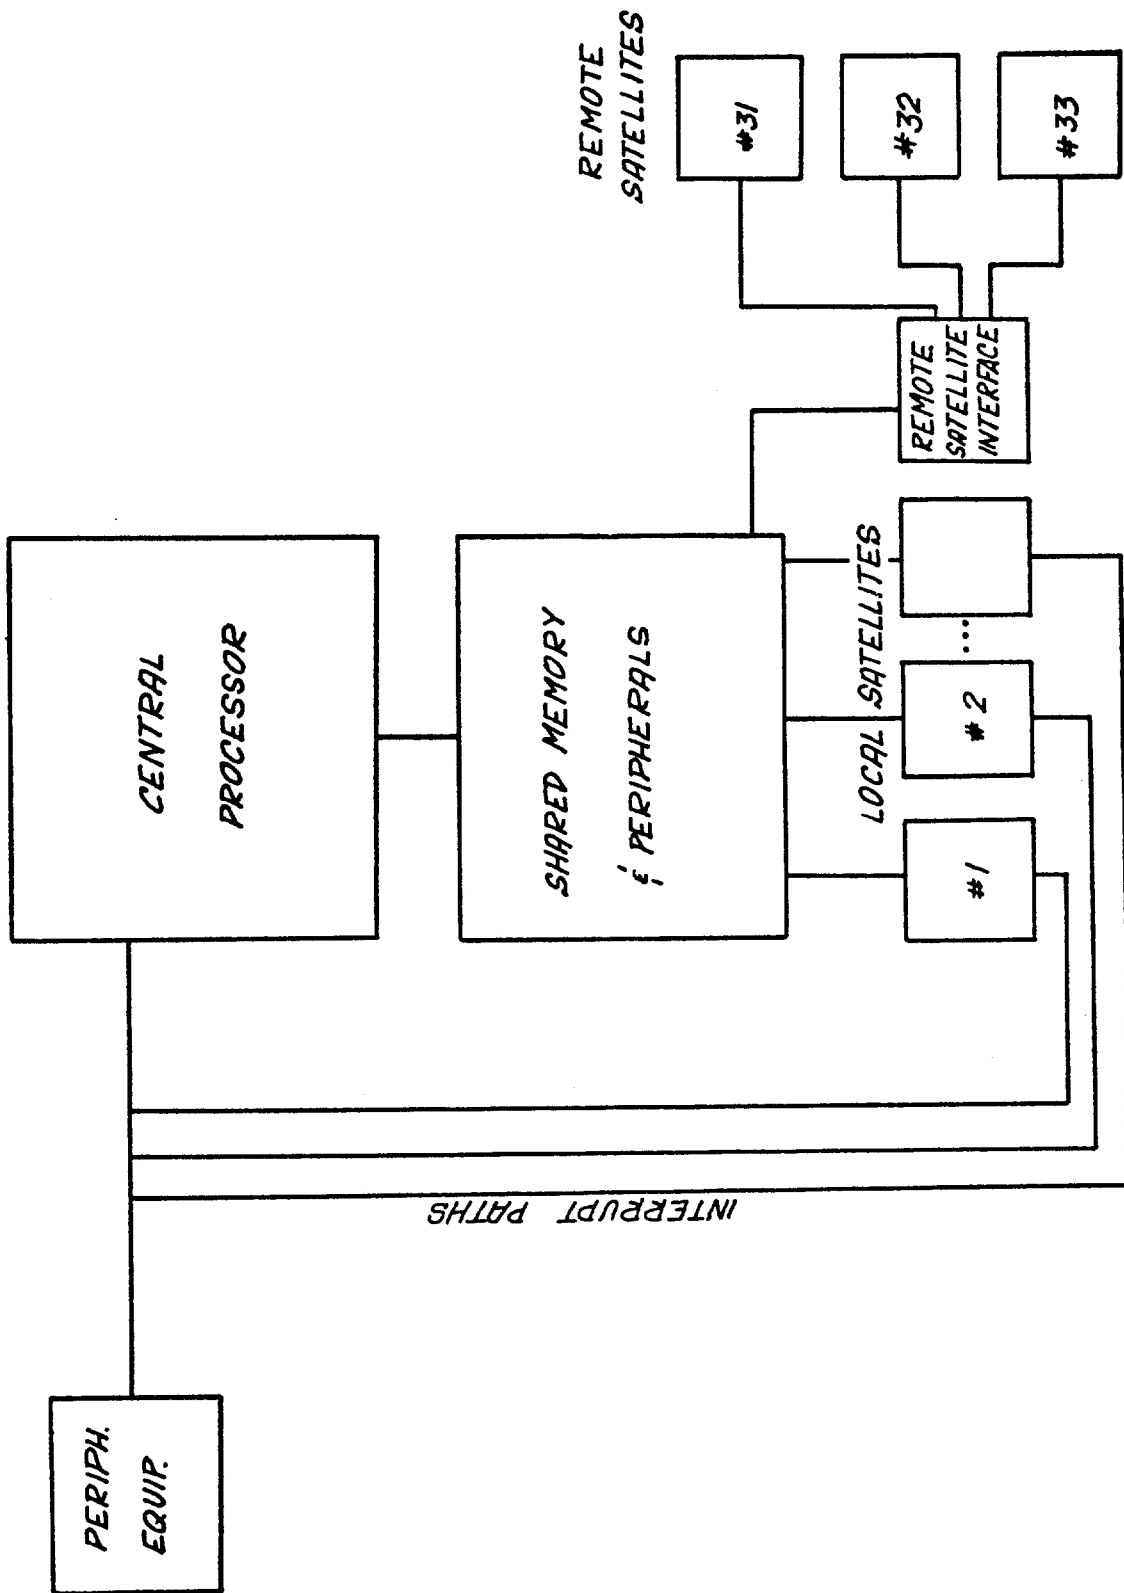 PERIPH.
EQUIP.
CENTRAL
PROCESSOR
INTERRUPT PATHS
SHARED MEMORY
& PERIPHERALS
LOCAL SATELLITES
#1
#2
....
REMOTE
SATELLITE
INTERFACE
REMOTE
SATELLITES
#31
#32
#33